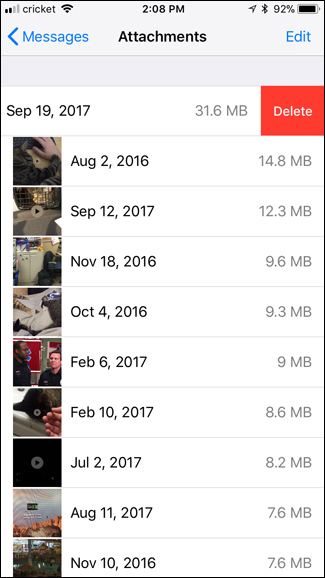 cricket 2:08 PM 92%
Messages Attachments Edit
Sep 19, 2017 31.6 MB Delete
Aug 2, 2016 14.8 MB
Sep 12, 2017 12.3 MB
Nov 18, 2016 9.6 MB
Oct 4, 2016 9.3 MB
Feb 6, 2017 9 MB
Feb 10, 2017 8.6 MB
Jul 2, 2017 8.2 MB
Aug 11, 2017 7.6 MB
Nov 10, 2016 7.6 MB